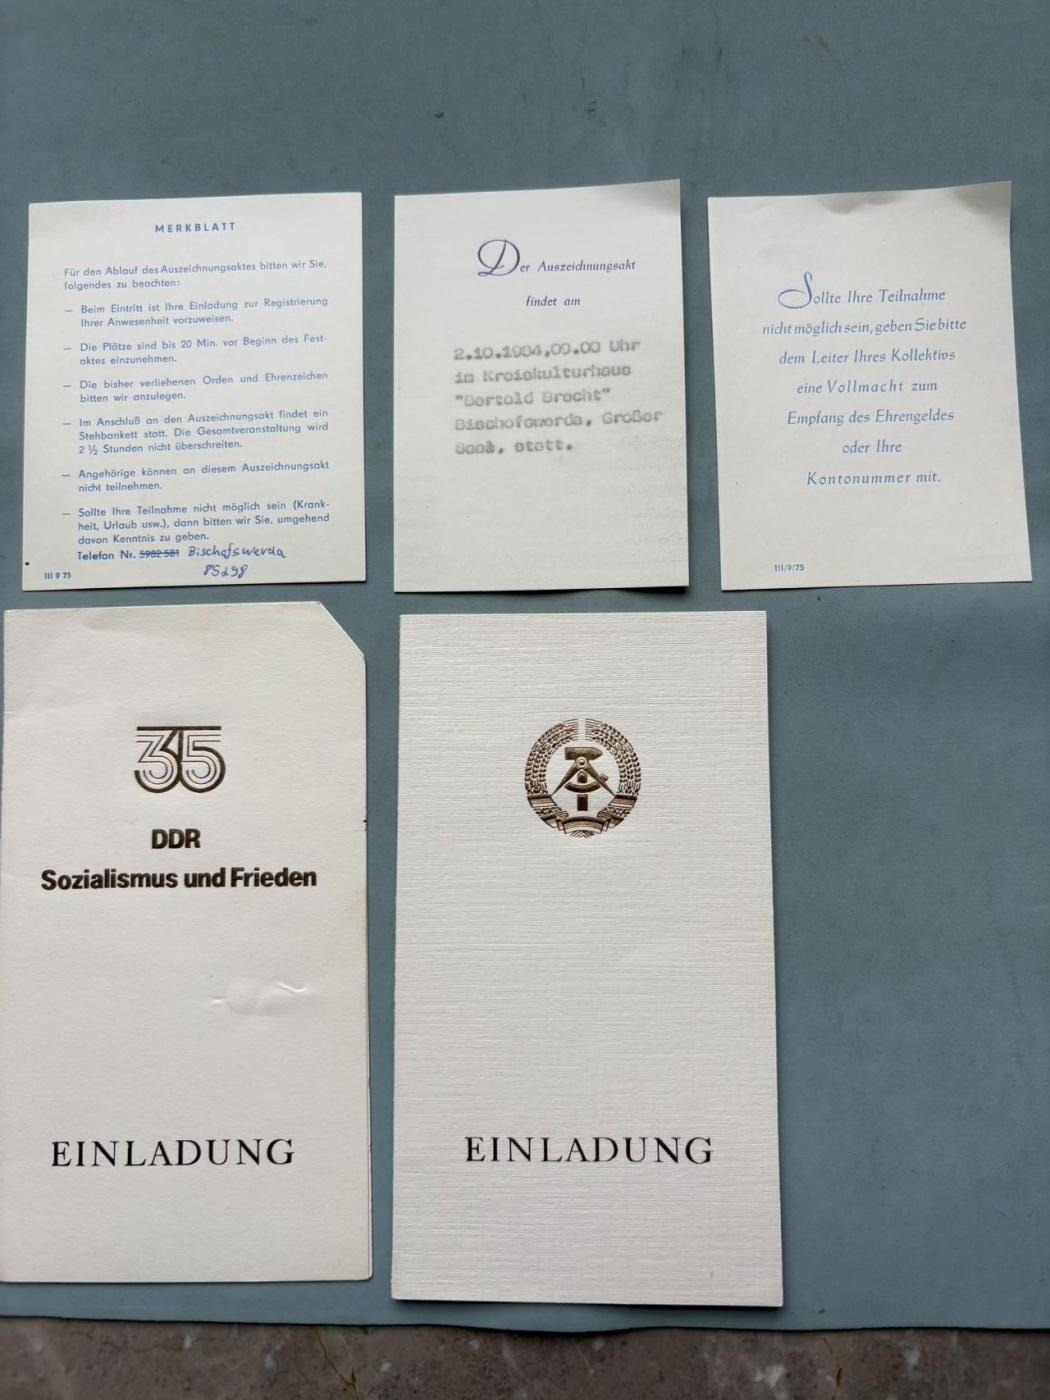 MERKBLATT
Für den Ablauf des Auszeichnungsaktes bitten wir Sie,
folgendes zu beachten:
— Beim Eintritt ist Ihre Einladung zur Registrierung
Ihrer Anwesenheit vorzuweisen.
— Die Plätze sind bis 20 Min. vor Beginn des Fest-
aktes einzunehmen.
— Die bisher verliehenen Orden und Ehrenzeichen
bitten wir anzulegen.
— Im Anschluß an den Auszeichnungsakt findet ein
Stehbankett statt. Die Gesamtveranstaltung wird
2 ½ Stunden nicht überschreiten.
— Angehörige können an diesem Auszeichnungsakt
nicht teilnehmen.
— Sollte Ihre Teilnahme nicht möglich sein (Krank-
heit, Urlaub usw.), dann bitten wir Sie, umgehend
davon Kenntnis zu geben.
Telefon Nr. 5982 581 Bischofswerda
85298
III 9 75
Der Auszeichnungsakt
findet am
2.10.1984,09.00 Uhr
im Kreiskulturhaus
"Bertold Brecht"
Bischofswerda, Großer
Saal, statt.
Sollte Ihre Teilnahme
nicht möglich sein, geben Sie bitte
dem Leiter Ihres Kollektivs
eine Vollmacht zum
Empfang des Ehrengeldes
oder Ihre
Kontonummer mit.
III/9/75
35
DDR
Sozialismus und Frieden
EINLADUNG
EINLADUNG